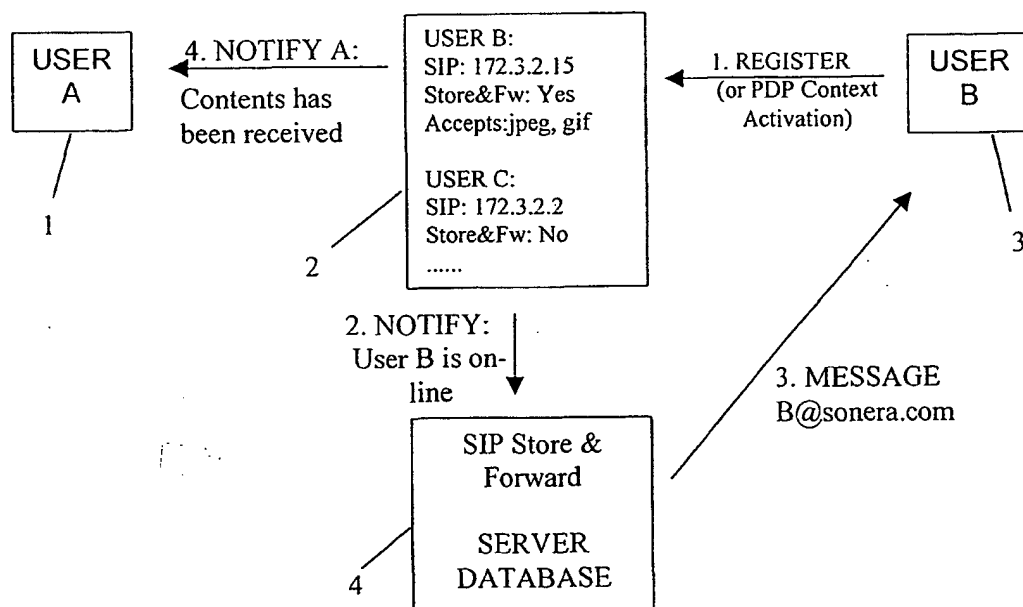 USER
A
4. NOTIFY A:
Contents has
been received
USER B:
SIP: 172.3.2.15
Store&Fw: Yes
Accepts:jpeg, gif
USER C:
SIP: 172.3.2.2
Store&Fw: No
......
1. REGISTER
(or PDP Context
Activation)
USER
B
1
2
3
2. NOTIFY:
User B is on-
line
3. MESSAGE
B@sonera.com
SIP Store &
Forward
SERVER
DATABASE
4